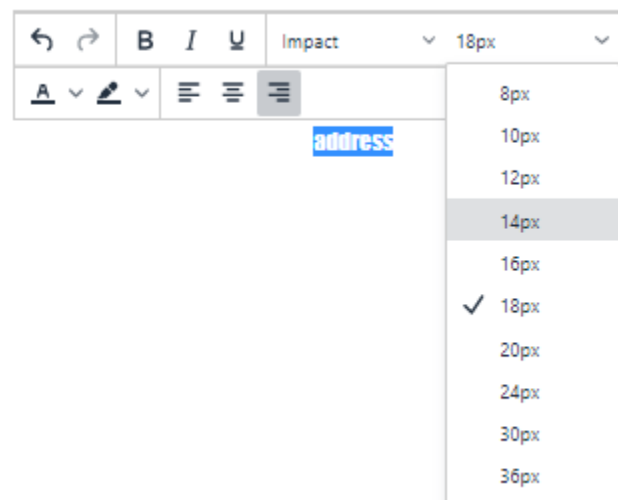 B I U Impact 18px
A
address
8px
10px
12px
14px
16px
18px
20px
24px
30px
36px